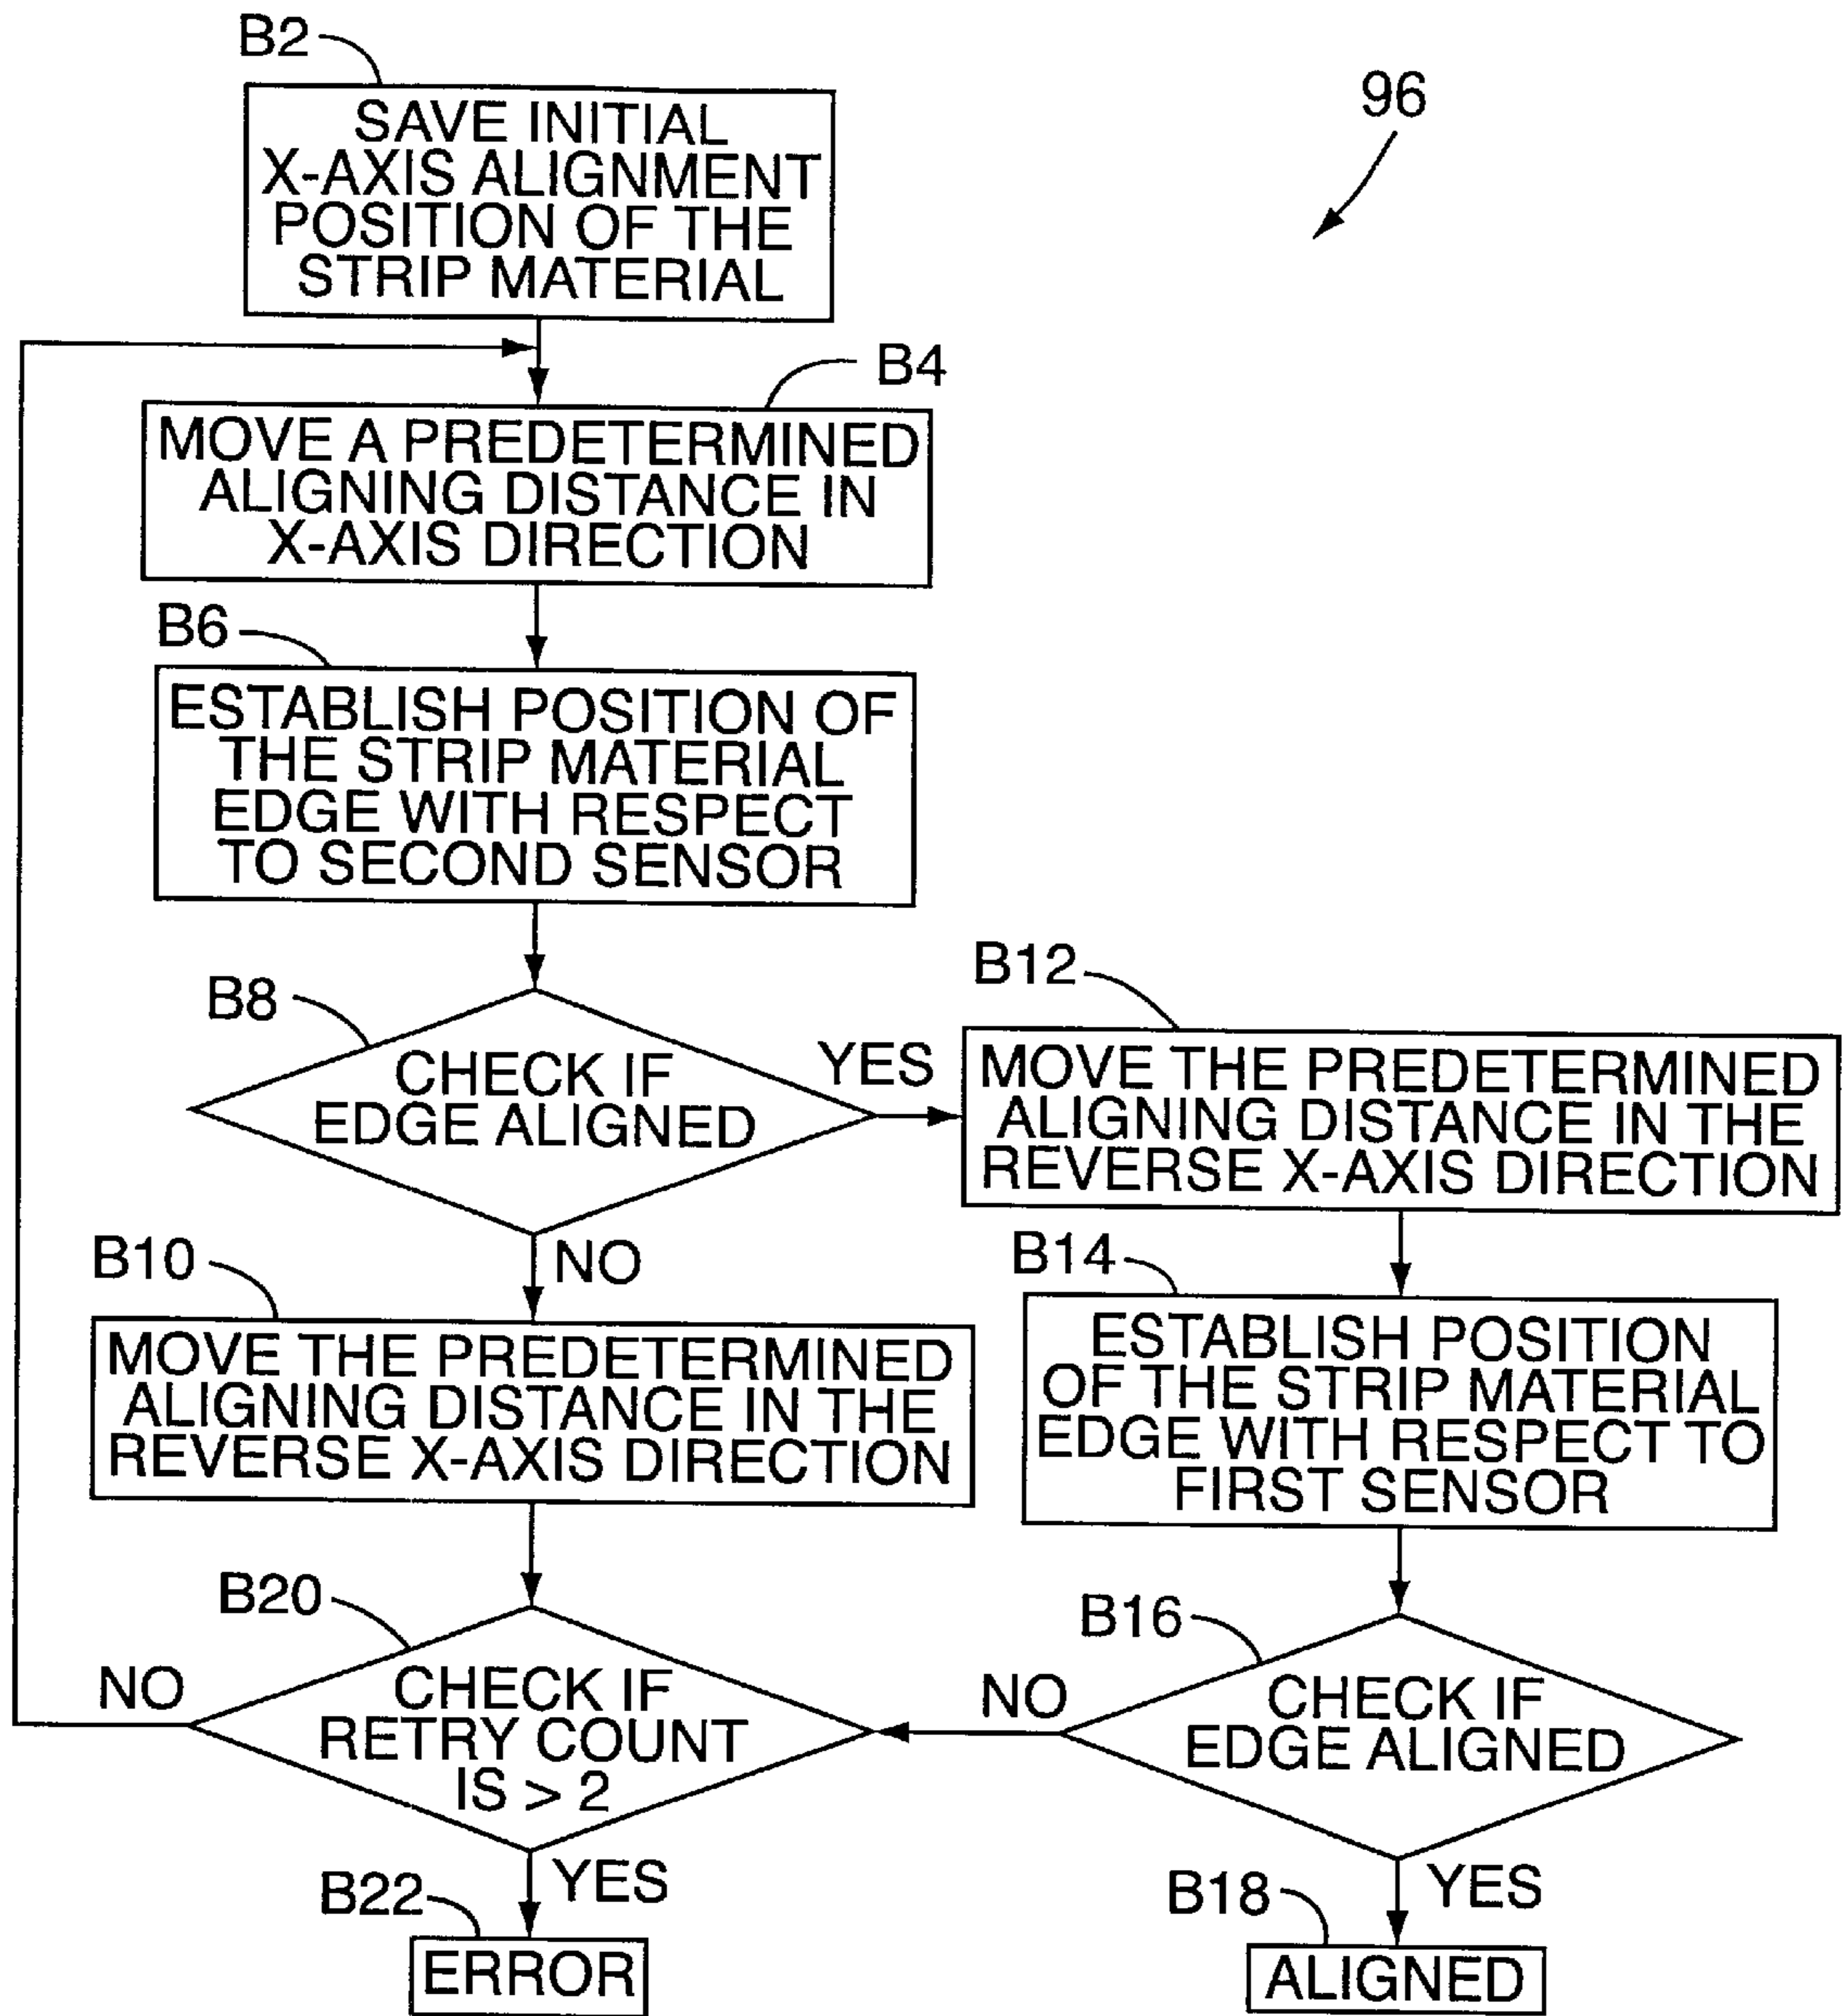 B2
SAVE INITIAL
X-AXIS ALIGNMENT
POSITION OF THE
STRIP MATERIAL
96
B4
MOVE A PREDETERMINED
ALIGNING DISTANCE IN
X-AXIS DIRECTION
B6
ESTABLISH POSITION OF
THE STRIP MATERIAL
EDGE WITH RESPECT
TO SECOND SENSOR
B8
CHECK IF
EDGE ALIGNED
YES
NO
B12
MOVE THE PREDETERMINED
ALIGNING DISTANCE IN THE
REVERSE X-AXIS DIRECTION
B10
MOVE THE PREDETERMINED
ALIGNING DISTANCE IN THE
REVERSE X-AXIS DIRECTION
B14
ESTABLISH POSITION
OF THE STRIP MATERIAL
EDGE WITH RESPECT TO
FIRST SENSOR
B20
NO
CHECK IF
RETRY COUNT
IS > 2
YES
B16
NO
CHECK IF
EDGE ALIGNED
YES
B22
ERROR
B18
ALIGNED